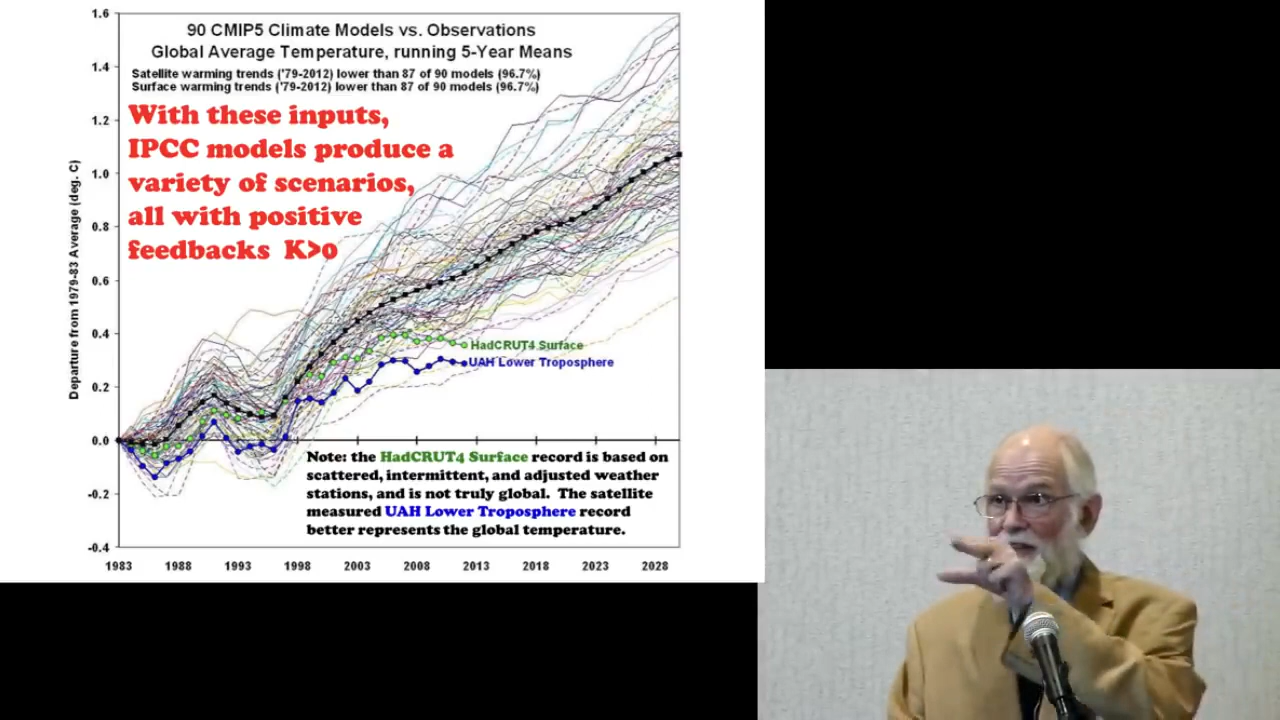 90 CMIP5 Climate Models vs. Observations
Global Average Temperature, running 5-Year Means
Satellite warming trends ('79-2012) lower than 87 of 90 models (96.7%)
Surface warming trends ('79-2012) lower than 87 of 90 models (96.7%)
With these inputs,
IPCC models produce a
variety of scenarios,
all with positive
feedbacks K>0
Departure from 1979-83 Average (deg. C)
1.6
1.4
1.2
1.0
0.8
0.6
0.4
0.2
0.0
-0.2
-0.4
HadCRUT4 Surface
UAH Lower Troposphere
Note: the HadCRUT4 Surface record is based on
scattered, intermittent, and adjusted weather
stations, and is not truly global. The satellite
measured UAH Lower Troposphere record
better represents the global temperature.
1983 1988 1993 1998 2003 2008 2013 2018 2023 2028